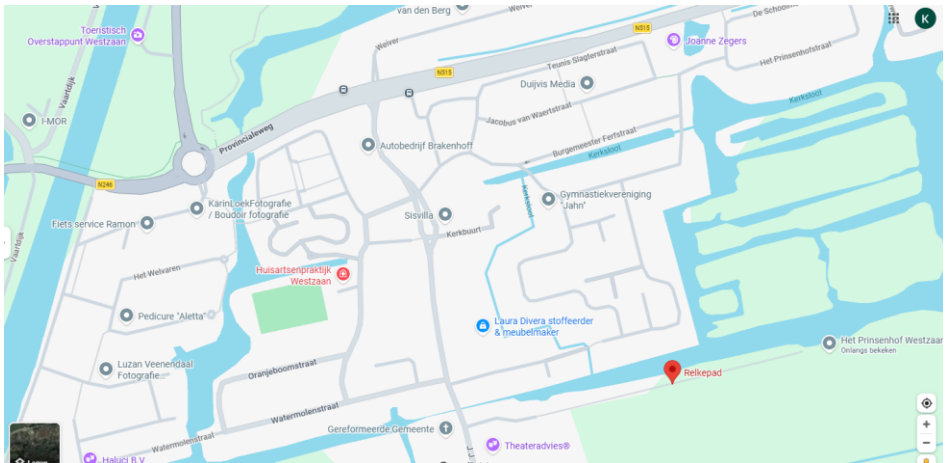 van den Berg
Toeristisch
Overstappunt Westzaan
Weiver
N515
De Schoolm
K
Joanne Zegers
Het Prinsenhofstraat
Teunis Slagterstraat
N515
Duijvis Media
Kerksloot
Vaartdijk
I-MOR
Jacobus van Waertstraat
Provincialeweg
Autobedrijf Brakenhoff
Burgemeester Ferfstraat
Kerksloot
N246
KarinLoekFotografie
/ Boudoir fotografie
Kerksloot
Gymnastiekvereniging
"Jahn"
Fiets service Ramon
Sisvilla
Kerkbuurt
Vaartdijk
Het Welvaren
Huisartsenpraktijk
Westzaan
Pedicure "Aletta"
Laura Divera stoffeerder
& meubelmaker
Het Prinsenhof Westzaan
Onlangs bekeken
Luzan Veenendaal
Fotografie...
Oranjeboomstraat
Relkepad
Watermolenstraat
Gereformeerde Gemeente
Watermolenstraat
Theateradvies®
Haluci B.V